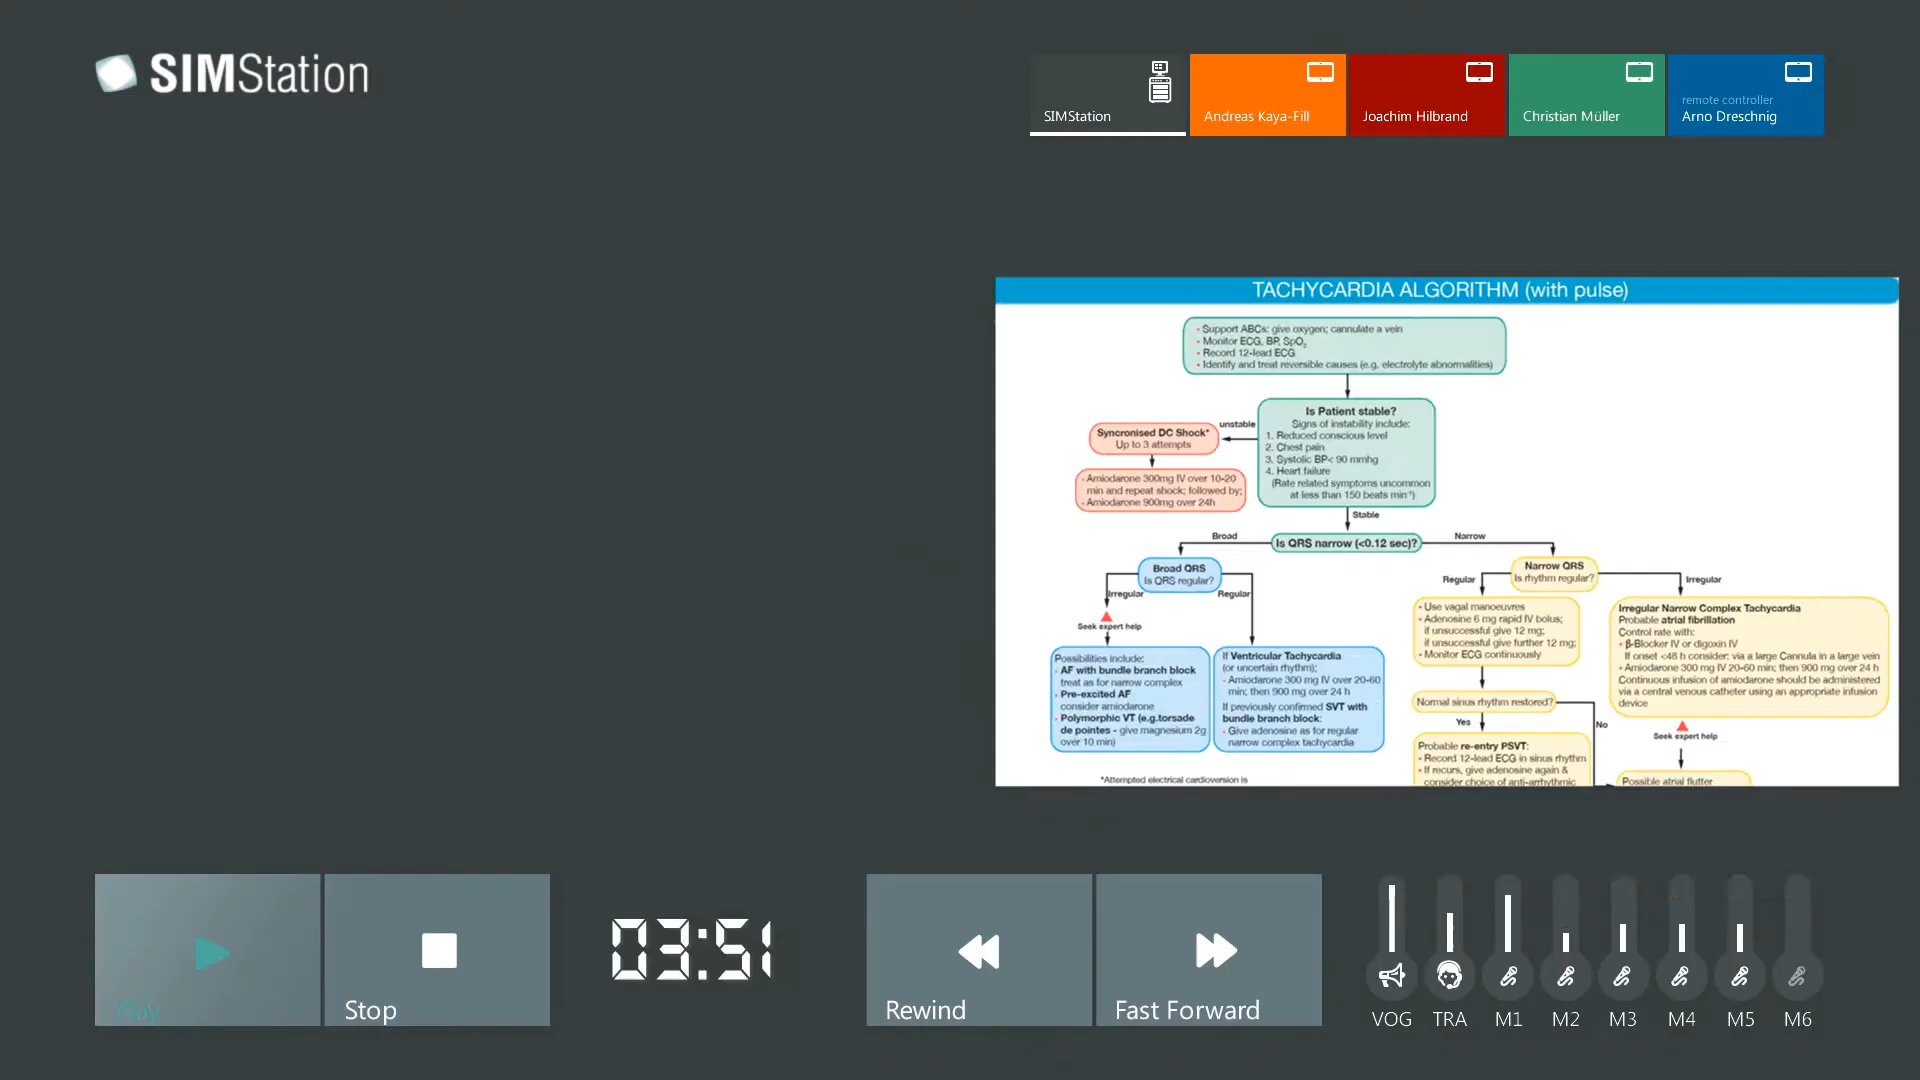 SIMStation
SIMStation
Andreas Kaya-Fill
Joachim Hilbrand
Christian Müller
remote controller
Arno Dreschnig
TACHYCARDIA ALGORITHM (with pulse)
• Support ABCs: give oxygen; cannulate a vein
• Monitor ECG, BP, SpO₂
• Record 12-lead ECG
• Identify and treat reversible causes (e.g. electrolyte abnormalities)
Is Patient stable?
Signs of instability include:
1. Reduced conscious level
2. Chest pain
3. Systolic BP< 90 mmhg
4. Heart failure
(Rate related symptoms uncommon
at less than 150 beats min⁻¹)
unstable
Syncronised DC Shock*
Up to 3 attempts
- Amiodarone 300mg IV over 10-20
min and repeat shock; followed by;
- Amiodarone 900mg over 24h
Stable
Broad
Is QRS narrow (<0.12 sec)?
Narrow
Broad QRS
Is QRS regular?
Irregular
Regular
Seek expert help
Possibilities include:
• AF with bundle branch block
treat as for narrow complex
• Pre-excited AF
consider amiodarone
• Polymorphic VT (e.g.torsade
de pointes - give magnesium 2g
over 10 min)
If Ventricular Tachycardia
(or uncertain rhythm);
• Amiodarone 300 mg IV over 20-60
min; then 900 mg over 24 h
If previously confirmed SVT with
bundle branch block:
• Give adenosine as for regular
narrow complex tachycardia
Narrow QRS
Is rhythm regular?
Regular
Irregular
• Use vagal manoeuvres
• Adenosine 6 mg rapid IV bolus;
if unsuccessful give 12 mg;
if unsuccessful give further 12 mg;
• Monitor ECG continuously
Irregular Narrow Complex Tachycardia
Probable atrial fibrillation
Control rate with:
• β-Blocker IV or digoxin IV
If onset <48 h consider: via a large Cannula in a large vein
• Amiodarone 300 mg IV 20-60 min; then 900 mg over 24 h
Continuous infusion of amiodarone should be administered
via a central venous catheter using an appropriate infusion
device
Normal sinus rhythm restored?
Yes
No
Seek expert help
Probable re-entry PSVT:
• Record 12-lead ECG in sinus rhythm
• If recurs, give adenosine again &
consider choice of anti-arrhythmic
Possible atrial flutter
*Attempted electrical cardioversion is
Play
Stop
03:51
Rewind
Fast Forward
VOG TRA M1 M2 M3 M4 M5 M6